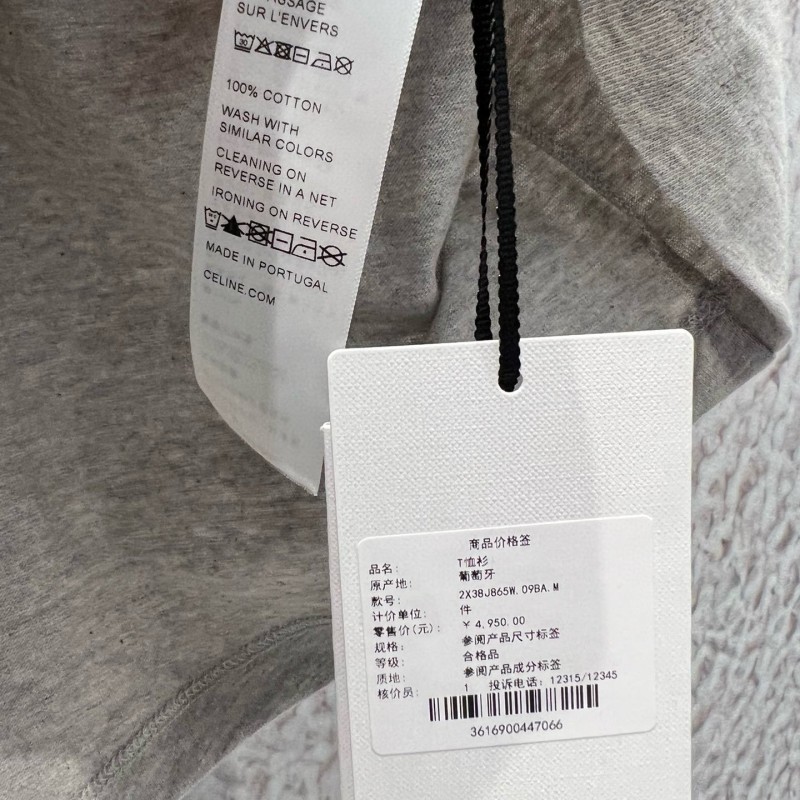 SUR L'ENVERS
100% COTTON
WASH WITH
SIMILAR COLORS
CLEANING ON
REVERSE IN A NET
IRONING ON REVERSE
MADE IN PORTUGAL
CELINE.COM
商品价格签
品名: T恤衫
原产地: 葡萄牙
款号: 2X38J865W.09BA.M
计价单位: 件
零售价(元): ￥4,950.00
规格: 参阅产品尺寸标签
等级: 合格品
质地: 参阅产品成分标签
核价员: 1 投诉电话: 12315/12345
3616900447066